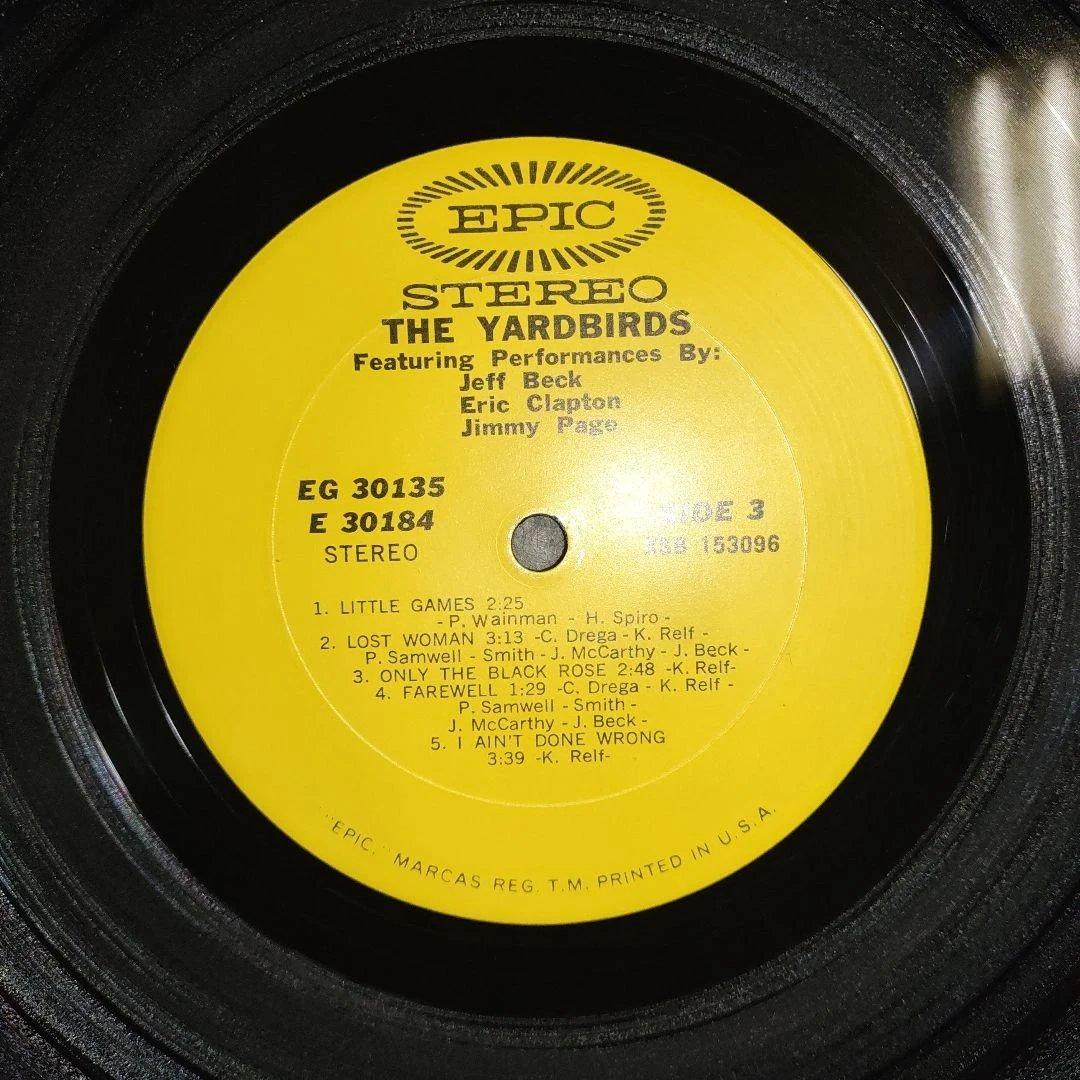 EPIC
STEREO
THE YARDBIRDS
Featuring Performances By:
Jeff Beck
Eric Clapton
Jimmy Page
EG 30135
E 30184
STEREO
SIDE 3
XSB 153096
1. LITTLE GAMES 2:25
- P. Wainman - H. Spiro -
2. LOST WOMAN 3:13 -C. Drega - K. Relf -
P. Samwell - Smith - J. McCarthy - J. Beck -
3. ONLY THE BLACK ROSE 2:48 -K. Relf-
4. FAREWELL 1:29 -C. Drega - K. Relf -
P. Samwell - Smith -
J. McCarthy - J. Beck -
5. I AIN'T DONE WRONG
3:39 -K. Relf-
"EPIC," MARCAS REG. T.M. PRINTED IN U.S.A.